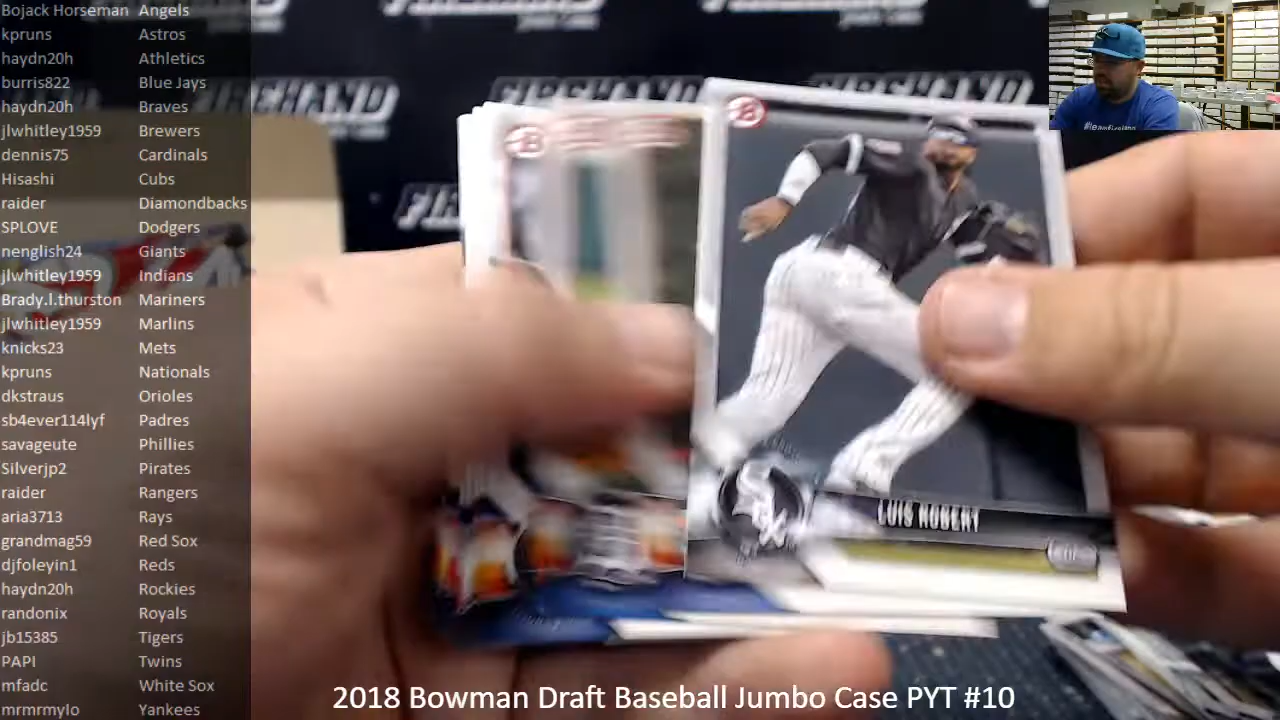 Bojack Horseman Angels
kpruns Astros
haydn20h Athletics
burris822 Blue Jays
haydn20h Braves
jlwhitley1959 Brewers
dennis75 Cardinals
Hisashi Cubs
raider Diamondbacks
SPLOVE Dodgers
nenglish24 Giants
jlwhitley1959 Indians
Brady.l.thurston Mariners
jlwhitley1959 Marlins
knicks23 Mets
kpruns Nationals
dkstraus Orioles
sb4ever114lyf Padres
savageute Phillies
Silverjp2 Pirates
raider Rangers
aria3713 Rays
grandmag59 Red Sox
djfoleyin1 Reds
haydn20h Rockies
randonix Royals
jb15385 Tigers
PAPI Twins
mfadc White Sox
mrmrmylo Yankees
FIREHAND
LUIS ROBERT
2018 Bowman Draft Baseball Jumbo Case PYT #10